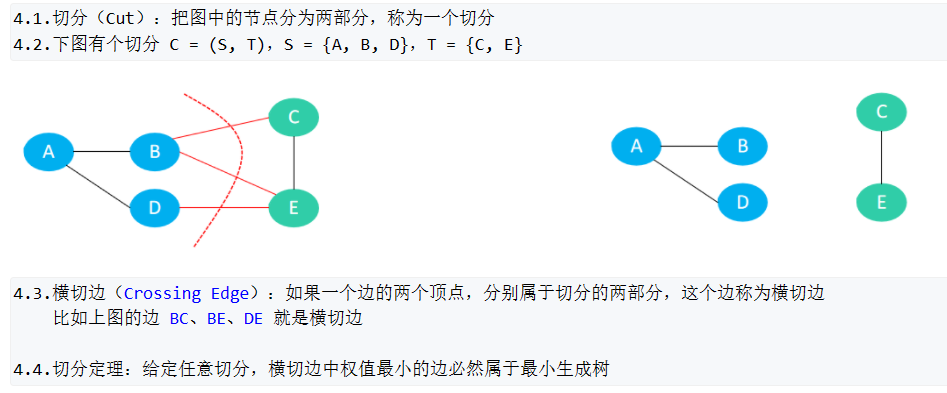 4.1.切分（Cut）：把图中的节点分为两部分，称为一个切分
4.2.下图有个切分 C = (S, T)，S = {A, B, D}，T = {C, E}
C
A
B
D
E
C
A
B
D
E
4.3.横切边（Crossing Edge）：如果一个边的两个顶点，分别属于切分的两部分，这个边称为横切边
比如上图的边 BC、BE、DE 就是横切边
4.4.切分定理：给定任意切分，横切边中权值最小的边必然属于最小生成树